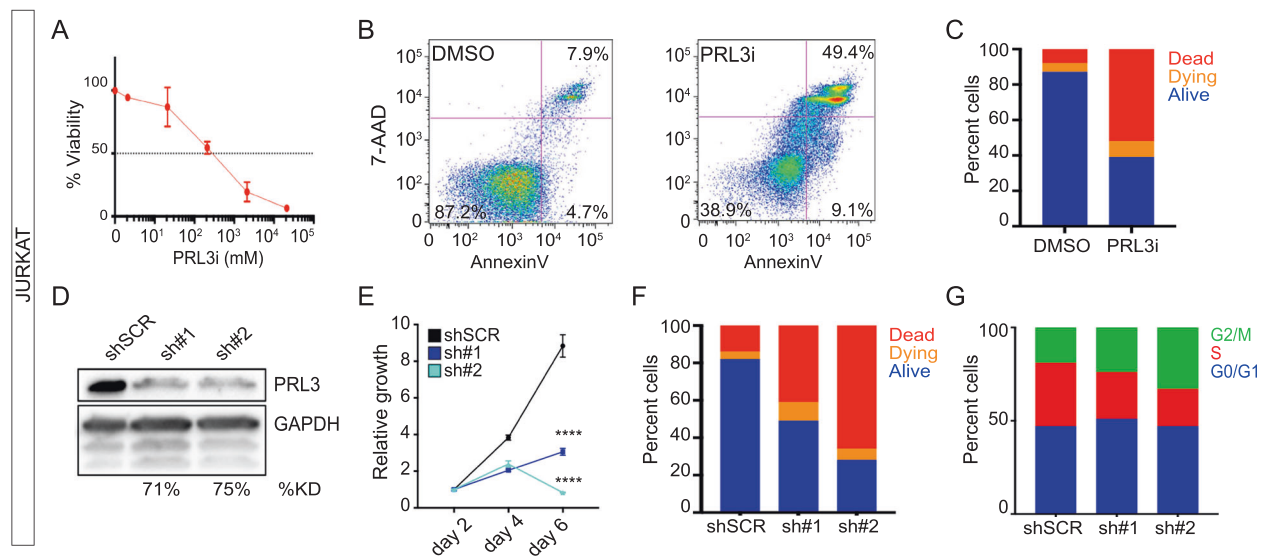 JURKAT
A
% Viability
100
50
0
0 10¹ 10² 10³ 10⁴ 10⁵
PRL3i (mM)
B
7-AAD
DMSO 7.9%
87.2% 4.7%
10⁵
10⁴
10³
10²
0
0 10² 10³ 10⁴ 10⁵
AnnexinV
PRL3i 49.4%
38.9% 9.1%
10⁵
10⁴
10³
10²
0
0 10² 10³ 10⁴ 10⁵
AnnexinV
C
Percent cells
100
80
60
40
20
0
DMSO PRL3i
Dead
Dying
Alive
D
shSCR sh#1 sh#2
PRL3
GAPDH
71% 75% %KD
E
Relative growth
10
8
6
4
2
0
shSCR
sh#1
sh#2
****
****
day 2 day 4 day 6
F
Percent cells
100
80
60
40
20
0
shSCR sh#1 sh#2
Dead
Dying
Alive
G
Percent cells
100
50
0
shSCR sh#1 sh#2
G2/M
S
G0/G1